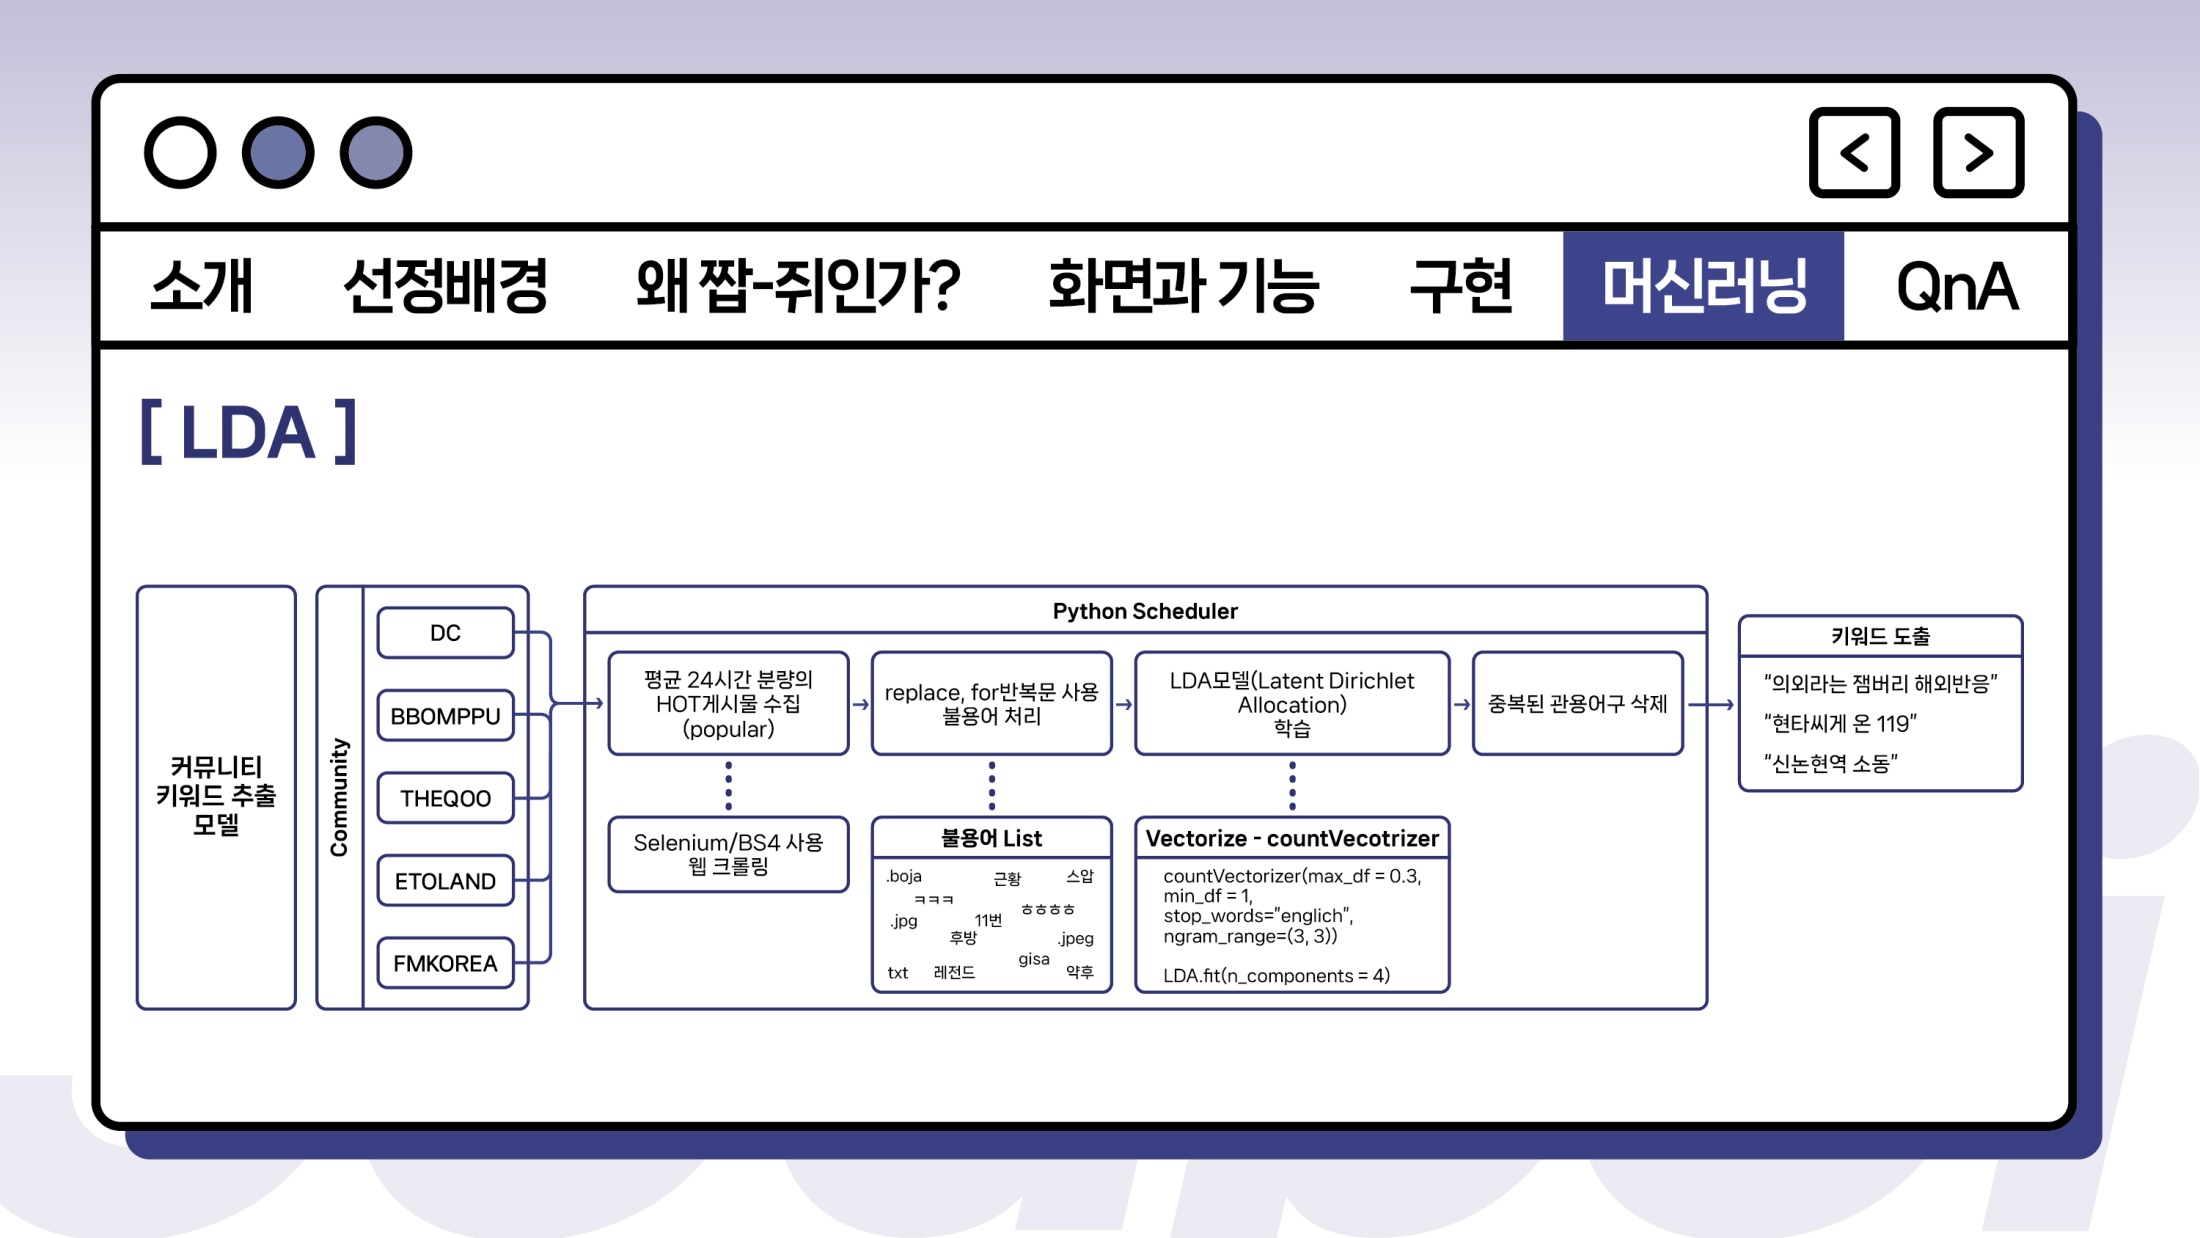 소개 선정배경 왜 짭-쥐인가? 화면과 기능 구현 머신러닝 QnA
[ LDA ]
커뮤니티
키워드 추출
모델
Community
DC
BBOMPPU
THEQOO
ETOLAND
FMKOREA
Python Scheduler
평균 24시간 분량의
HOT게시물 수집
(popular)
replace, for반복문 사용
불용어 처리
LDA모델(Latent Dirichlet
Allocation)
학습
중복된 관용어구 삭제
Selenium/BS4 사용
웹 크롤링
불용어 List
.boja 근황 스압
ㅋㅋㅋ ㅎㅎㅎㅎ
.jpg 11번
후방 .jpeg
gisa
txt 레전드 약후
Vectorize - countVecotrizer
countVectorizer(max_df = 0.3,
min_df = 1,
stop_words="englich",
ngram_range=(3, 3))
LDA.fit(n_components = 4)
키워드 도출
"의외라는 잼버리 해외반응"
"현타씨게 온 119"
"신논현역 소동"